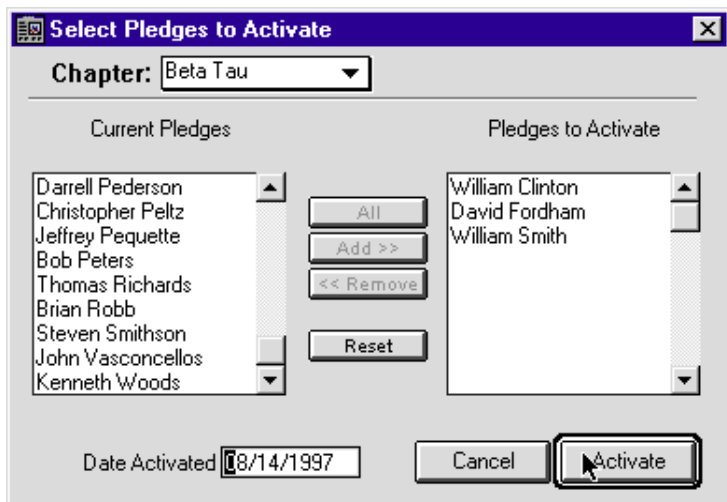 Select Pledges to Activate
Chapter: Beta Tau
Current Pledges
Pledges to Activate
Darrell Pederson
Christopher Peltz
Jeffrey Pequette
Bob Peters
Thomas Richards
Brian Robb
Steven Smithson
John Vasconcellos
Kenneth Woods
All
Add >>
<< Remove
Reset
William Clinton
David Fordham
William Smith
Date Activated 08/14/1997
Cancel
Activate